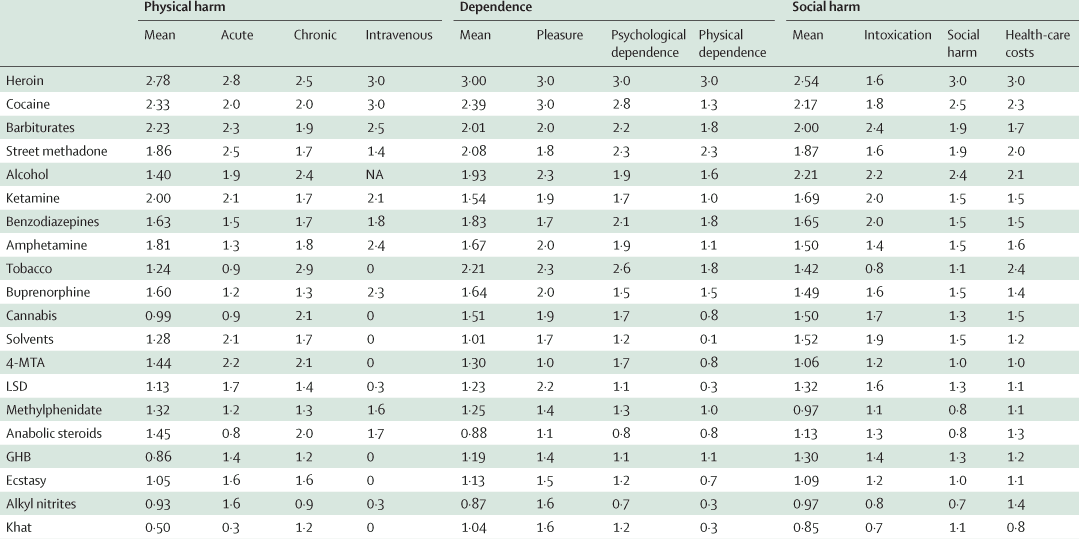 Physical harm Dependence Social harm
Mean Acute Chronic Intravenous Mean Pleasure Psychological dependence Physical dependence Mean Intoxication Social harm Health-care costs
Heroin 2·78 2·8 2·5 3·0 3·00 3·0 3·0 3·0 2·54 1·6 3·0 3·0
Cocaine 2·33 2·0 2·0 3·0 2·39 3·0 2·8 1·3 2·17 1·8 2·5 2·3
Barbiturates 2·23 2·3 1·9 2·5 2·01 2·0 2·2 1·8 2·00 2·4 1·9 1·7
Street methadone 1·86 2·5 1·7 1·4 2·08 1·8 2·3 2·3 1·87 1·6 1·9 2·0
Alcohol 1·40 1·9 2·4 NA 1·93 2·3 1·9 1·6 2·21 2·2 2·4 2·1
Ketamine 2·00 2·1 1·7 2·1 1·54 1·9 1·7 1·0 1·69 2·0 1·5 1·5
Benzodiazepines 1·63 1·5 1·7 1·8 1·83 1·7 2·1 1·8 1·65 2·0 1·5 1·5
Amphetamine 1·81 1·3 1·8 2·4 1·67 2·0 1·9 1·1 1·50 1·4 1·5 1·6
Tobacco 1·24 0·9 2·9 0 2·21 2·3 2·6 1·8 1·42 0·8 1·1 2·4
Buprenorphine 1·60 1·2 1·3 2·3 1·64 2·0 1·5 1·5 1·49 1·6 1·5 1·4
Cannabis 0·99 0·9 2·1 0 1·51 1·9 1·7 0·8 1·50 1·7 1·3 1·5
Solvents 1·28 2·1 1·7 0 1·01 1·7 1·2 0·1 1·52 1·9 1·5 1·2
4-MTA 1·44 2·2 2·1 0 1·30 1·0 1·7 0·8 1·06 1·2 1·0 1·0
LSD 1·13 1·7 1·4 0·3 1·23 2·2 1·1 0·3 1·32 1·6 1·3 1·1
Methylphenidate 1·32 1·2 1·3 1·6 1·25 1·4 1·3 1·0 0·97 1·1 0·8 1·1
Anabolic steroids 1·45 0·8 2·0 1·7 0·88 1·1 0·8 0·8 1·13 1·3 0·8 1·3
GHB 0·86 1·4 1·2 0 1·19 1·4 1·1 1·1 1·30 1·4 1·3 1·2
Ecstasy 1·05 1·6 1·6 0 1·13 1·5 1·2 0·7 1·09 1·2 1·0 1·1
Alkyl nitrites 0·93 1·6 0·9 0·3 0·87 1·6 0·7 0·3 0·97 0·8 0·7 1·4
Khat 0·50 0·3 1·2 0 1·04 1·6 1·2 0·3 0·85 0·7 1·1 0·8